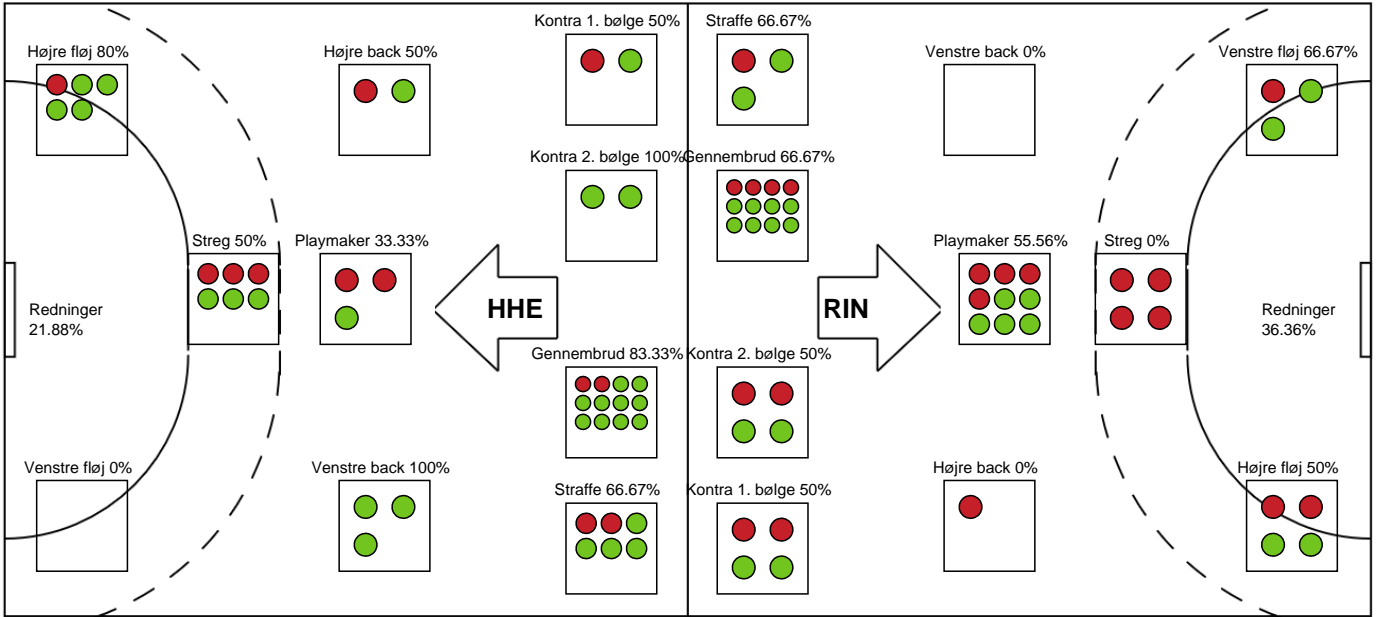 Kontra 1. bølge 50%
Straffe 66.67%
Højre fløj 80%
Højre back 50%
Venstre back 0%
Venstre fløj 66.67%
Kontra 2. bølge 100%
Gennembrud 66.67%
Streg 50%
Playmaker 33.33%
Playmaker 55.56%
Streg 0%
Redninger
21.88%
HHE
RIN
Redninger
36.36%
Gennembrud 83.33%
Kontra 2. bølge 50%
Venstre fløj 0%
Venstre back 100%
Højre back 0%
Højre fløj 50%
Straffe 66.67%
Kontra 1. bølge 50%